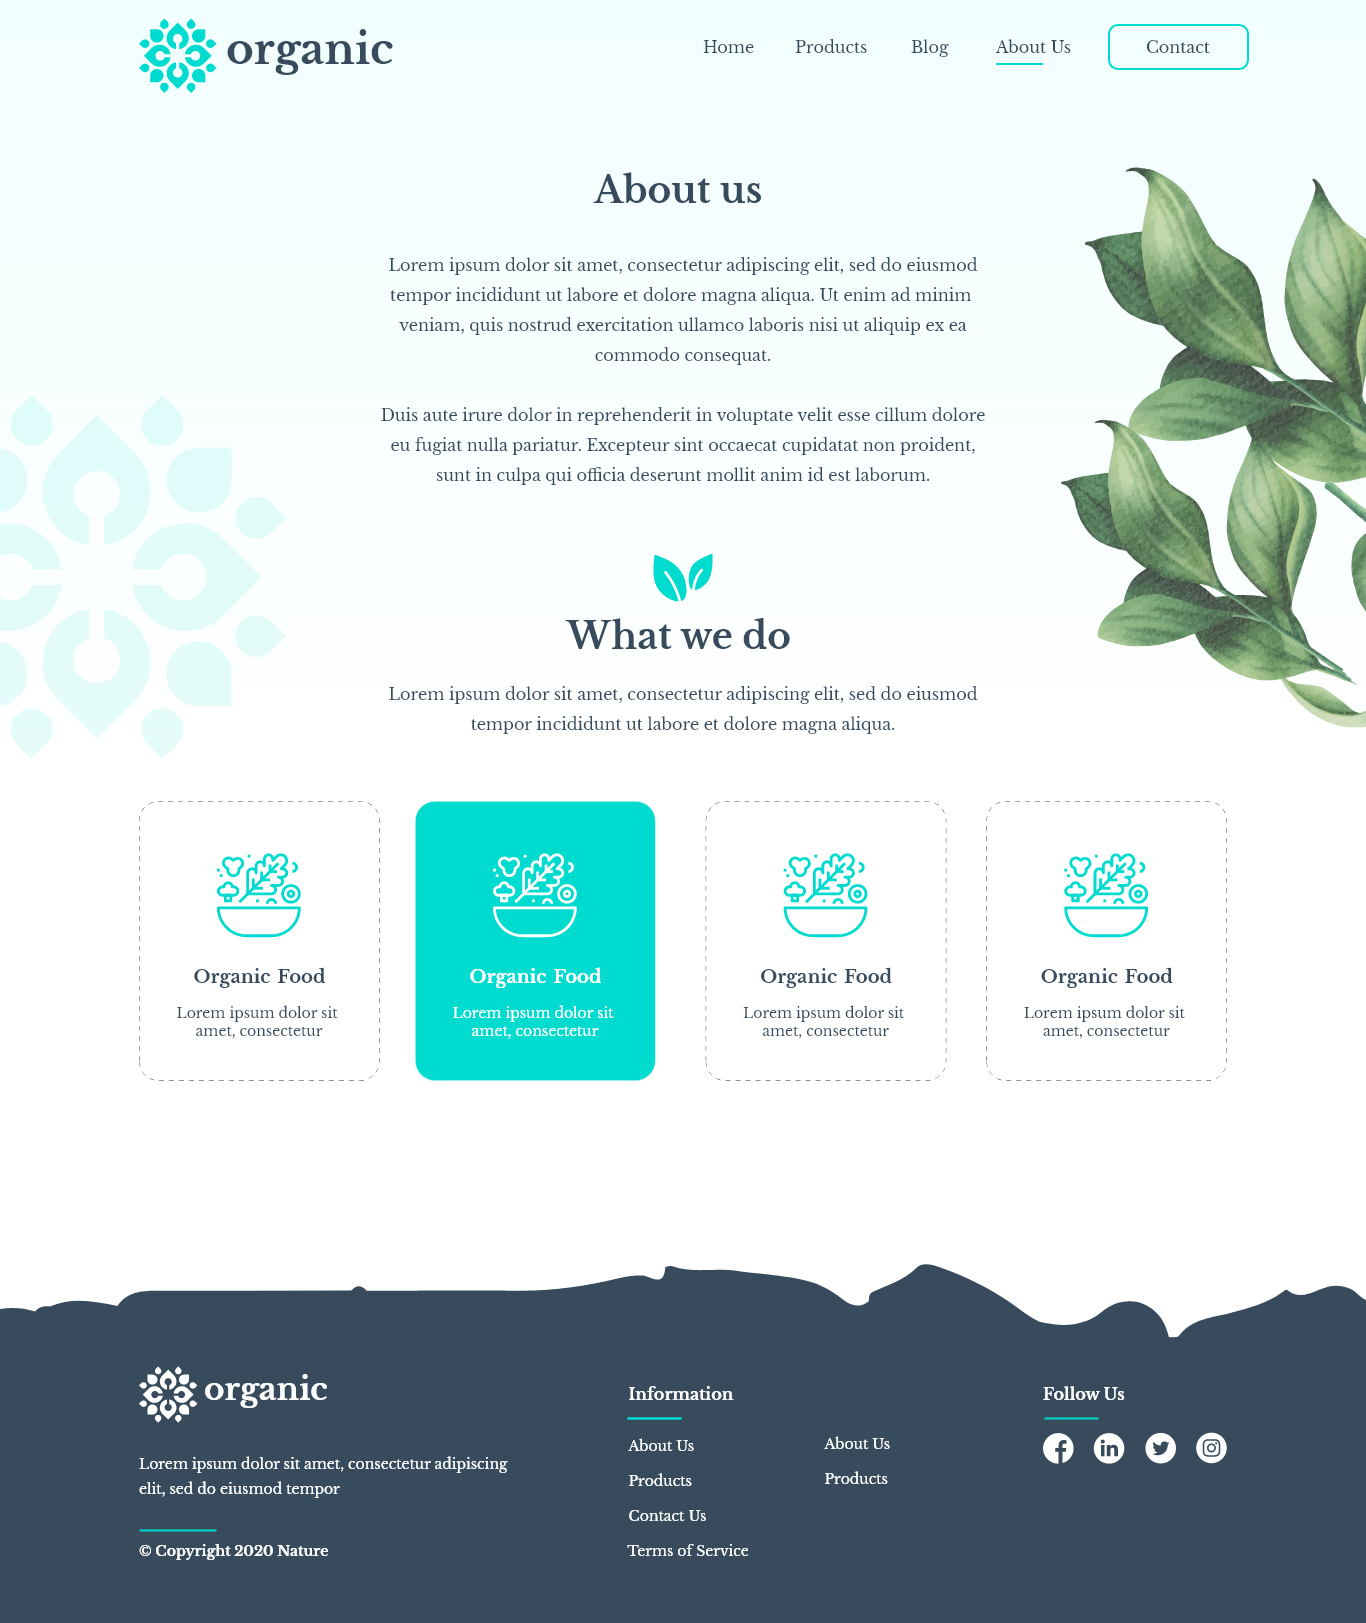 organic
Home
Products
Blog
About Us
Contact
About us
Lorem ipsum dolor sit amet, consectetur adipiscing elit, sed do eiusmod
tempor incididunt ut labore et dolore magna aliqua. Ut enim ad minim
veniam, quis nostrud exercitation ullamco laboris nisi ut aliquip ex ea
commodo consequat.
Duis aute irure dolor in reprehenderit in voluptate velit esse cillum dolore
eu fugiat nulla pariatur. Excepteur sint occaecat cupidatat non proident,
sunt in culpa qui officia deserunt mollit anim id est laborum.
What we do
Lorem ipsum dolor sit amet, consectetur adipiscing elit, sed do eiusmod
tempor incididunt ut labore et dolore magna aliqua.
Organic Food
Lorem ipsum dolor sit
amet, consectetur
Organic Food
Lorem ipsum dolor sit
amet, consectetur
Organic Food
Lorem ipsum dolor sit
amet, consectetur
Organic Food
Lorem ipsum dolor sit
amet, consectetur
organic
Lorem ipsum dolor sit amet, consectetur adipiscing
elit, sed do eiusmod tempor
© Copyright 2020 Nature
Information
About Us
Products
Contact Us
Terms of Service
About Us
Products
Follow Us